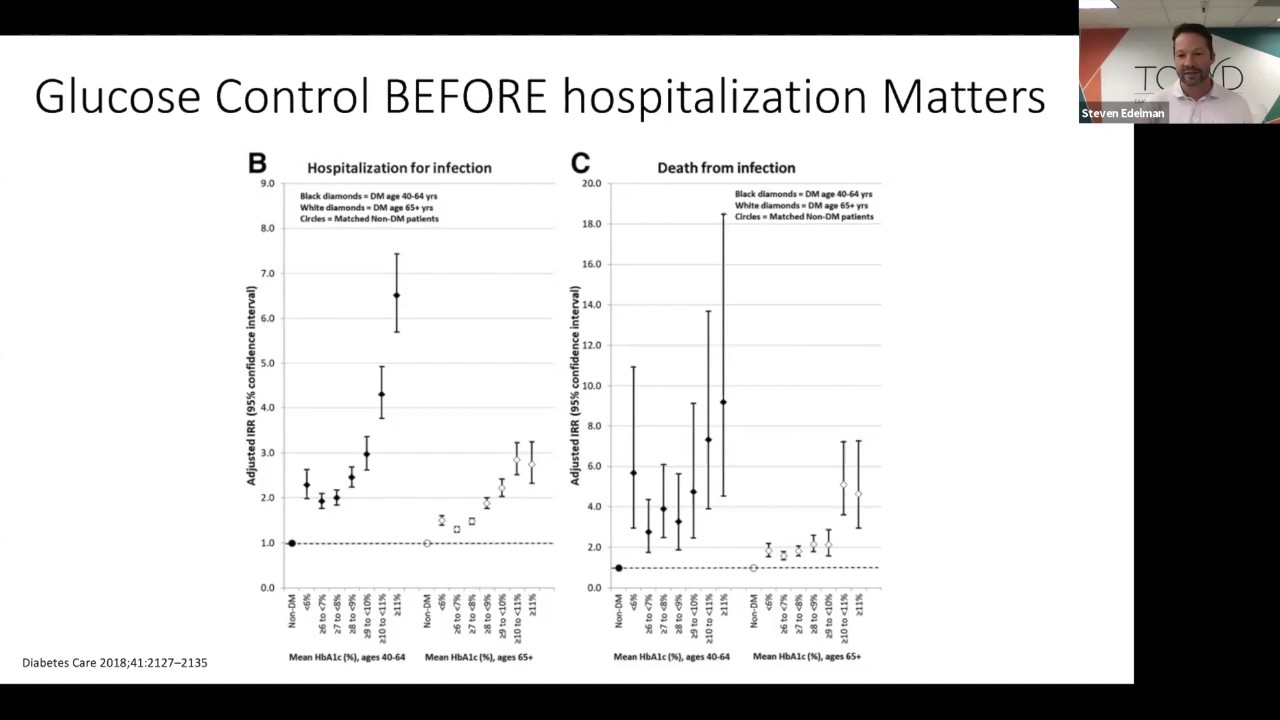 Glucose Control BEFORE hospitalization Matters
Steven Edelman
B
Hospitalization for infection
Black diamonds = DM age 40-64 yrs
White diamonds = DM age 65+ yrs
Circles = Matched Non-DM patients
Adjusted IRR (95% confidence interval)
9.0
8.0
7.0
6.0
5.0
4.0
3.0
2.0
1.0
0.0
Non-DM
<6%
≥6 to <7%
≥7 to <8%
≥8 to <9%
≥9 to <10%
≥10 to <11%
≥11%
Non-DM
<6%
≥6 to <7%
≥7 to <8%
≥8 to <9%
≥9 to <10%
≥10 to <11%
≥11%
Mean HbA1c (%), ages 40-64
Mean HbA1c (%), ages 65+
C
Death from infection
Black diamonds = DM age 40-64 yrs
White diamonds = DM age 65+ yrs
Circles = Matched Non-DM patients
Adjusted IRR (95% confidence interval)
20.0
18.0
16.0
14.0
12.0
10.0
8.0
6.0
4.0
2.0
0.0
Non-DM
<6%
≥6 to <7%
≥7 to <8%
≥8 to <9%
≥9 to <10%
≥10 to <11%
≥11%
Non-DM
<6%
≥6 to <7%
≥7 to <8%
≥8 to <9%
≥9 to <10%
≥10 to <11%
≥11%
Mean HbA1c (%), ages 40-64
Mean HbA1c (%), ages 65+
Diabetes Care 2018;41:2127–2135